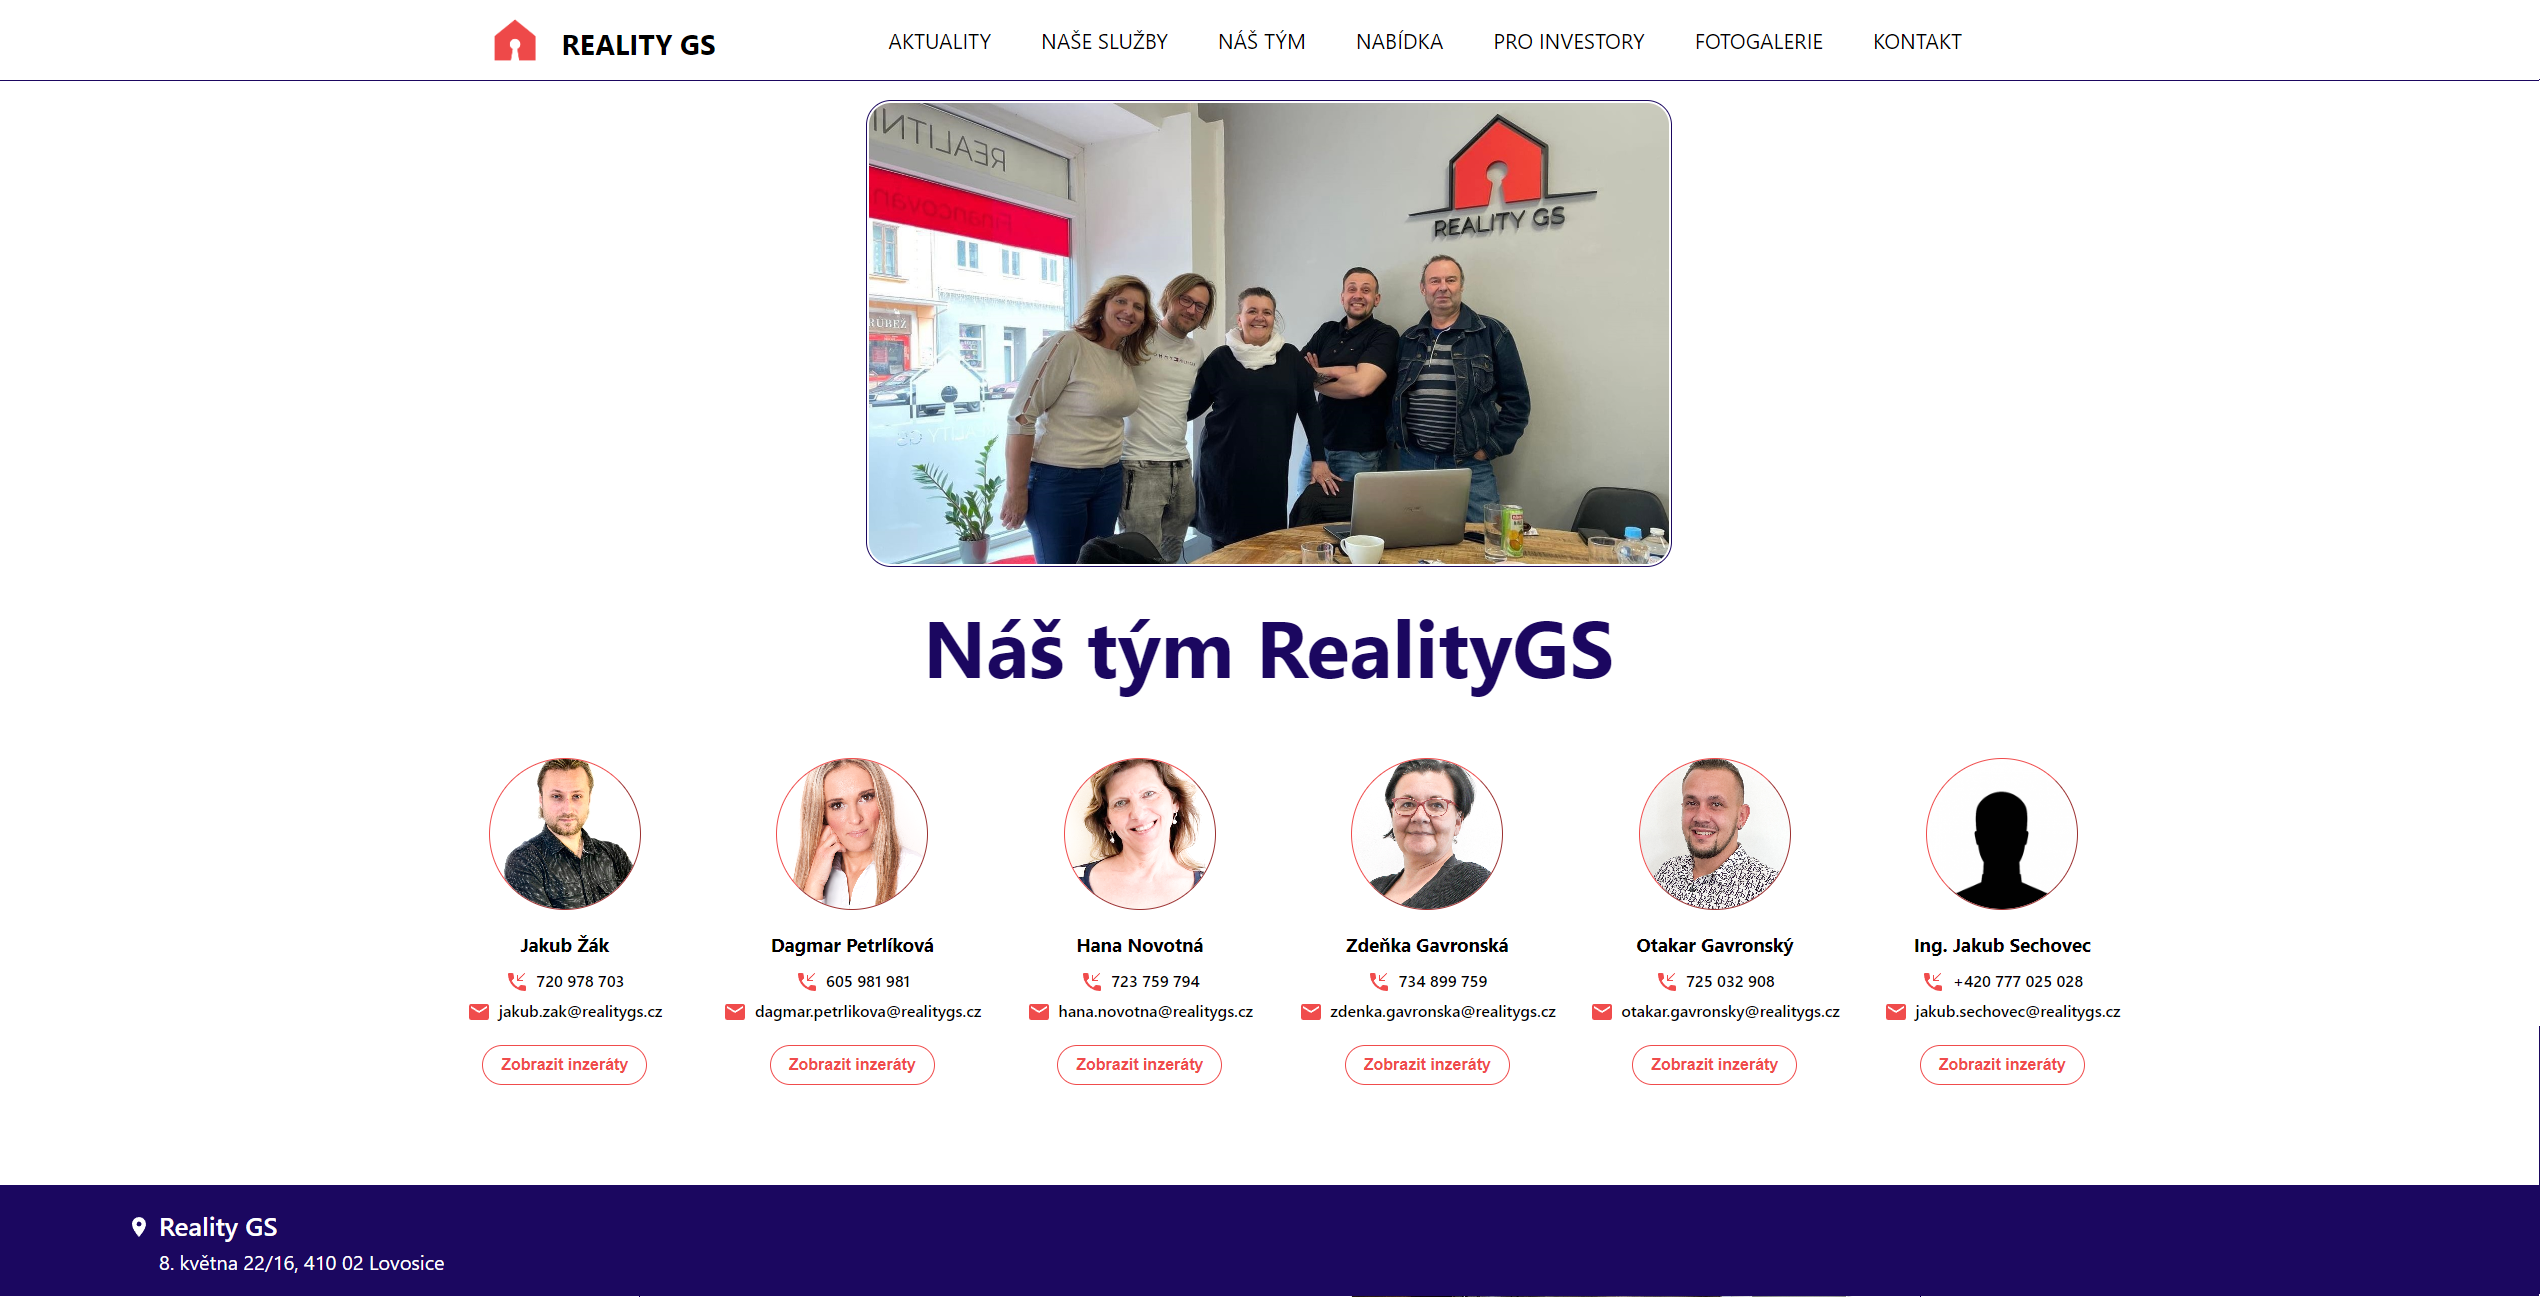 REALITY GS
AKTUALITY NAŠE SLUŽBY NÁŠ TÝM NABÍDKA PRO INVESTORY FOTOGALERIE KONTAKT
REALITNÍ
Financován
REALITY GS
REALITY GS
Náš tým RealityGS
Jakub Žák
720 978 703
jakub.zak@realitygs.cz
Zobrazit inzeráty
Dagmar Petrlíková
605 981 981
dagmar.petrlikova@realitygs.cz
Zobrazit inzeráty
Hana Novotná
723 759 794
hana.novotna@realitygs.cz
Zobrazit inzeráty
Zdeňka Gavronská
734 899 759
zdenka.gavronska@realitygs.cz
Zobrazit inzeráty
Otakar Gavronský
725 032 908
otakar.gavronsky@realitygs.cz
Zobrazit inzeráty
Ing. Jakub Sechovec
+420 777 025 028
jakub.sechovec@realitygs.cz
Zobrazit inzeráty
Reality GS
8. května 22/16, 410 02 Lovosice